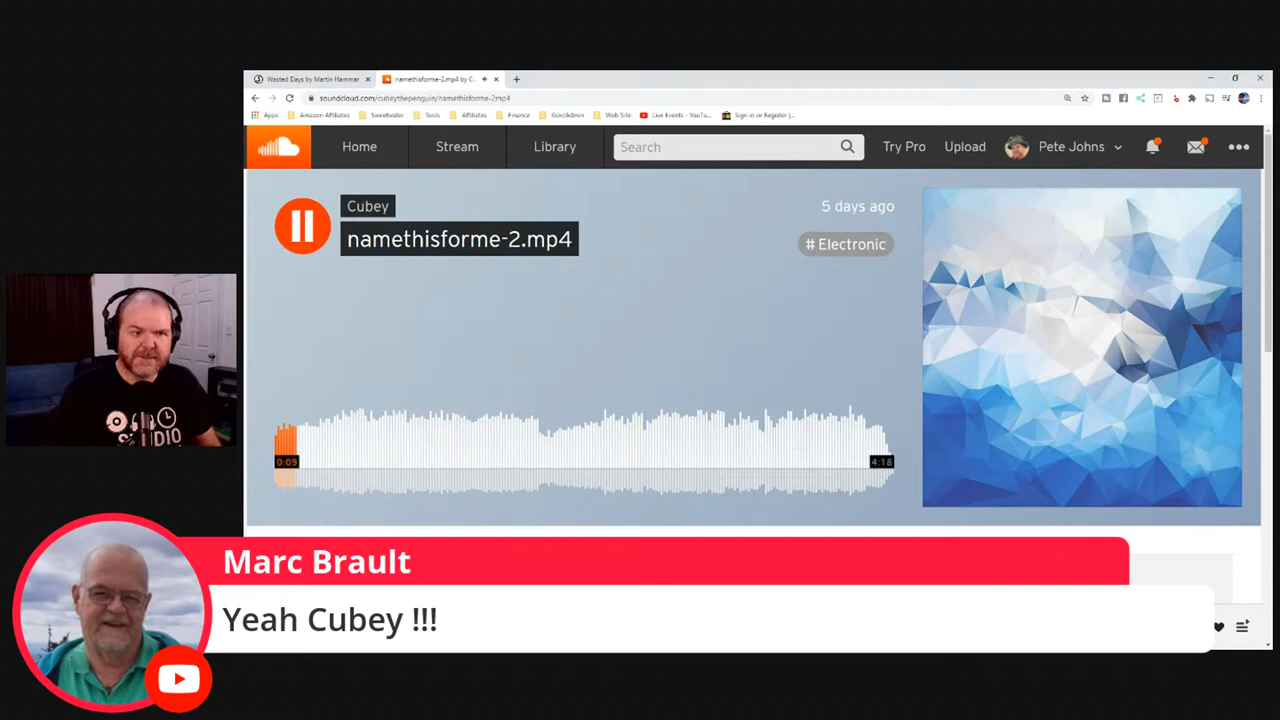 Wasted Days by Martin Hammar
namethisforme-2.mp4 by Cu
soundcloud.com/cubeythepenguin/namethisforme-2mp4
Apps Amazon Affiliates Sweetwater Tools Affiliates Finance Gov/Admin Web Site Live Events - YouTu... Sign in or Register |...
Home Stream Library Search Try Pro Upload Pete Johns
Cubey
5 days ago
namethisforme-2.mp4
# Electronic
0:09
4:18
STUDIO
Marc Brault
Yeah Cubey !!!